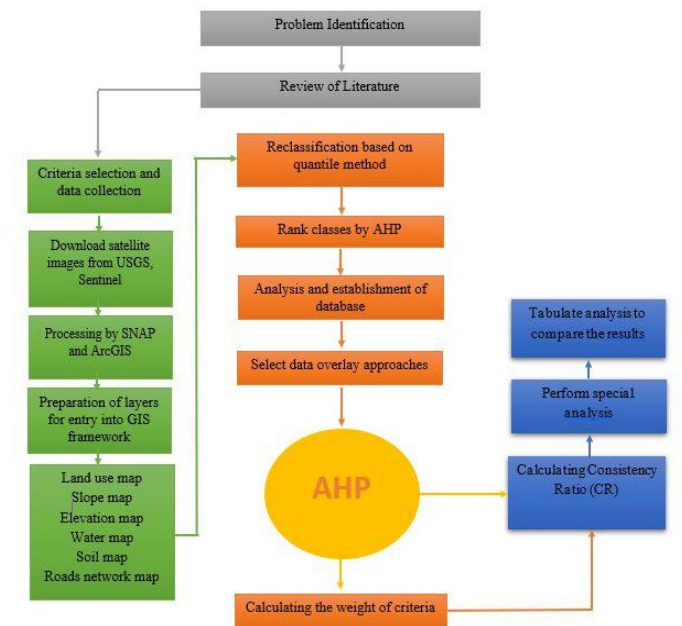 Problem Identification
Review of Literature
Criteria selection and
data collection
Download satellite
images from USGS,
Sentinel
Processing by SNAP
and ArcGIS
Preparation of layers
for entry into GIS
framework
Land use map
Slope map
Elevation map
Water map
Soil map
Roads network map
Reclassification based on
quantile method
Rank classes by AHP
Analysis and establishment of
database
Select data overlay approaches
AHP
Calculating the weight of criteria
Calculating Consistency
Ratio (CR)
Perform special
analysis
Tabulate analysis to
compare the results